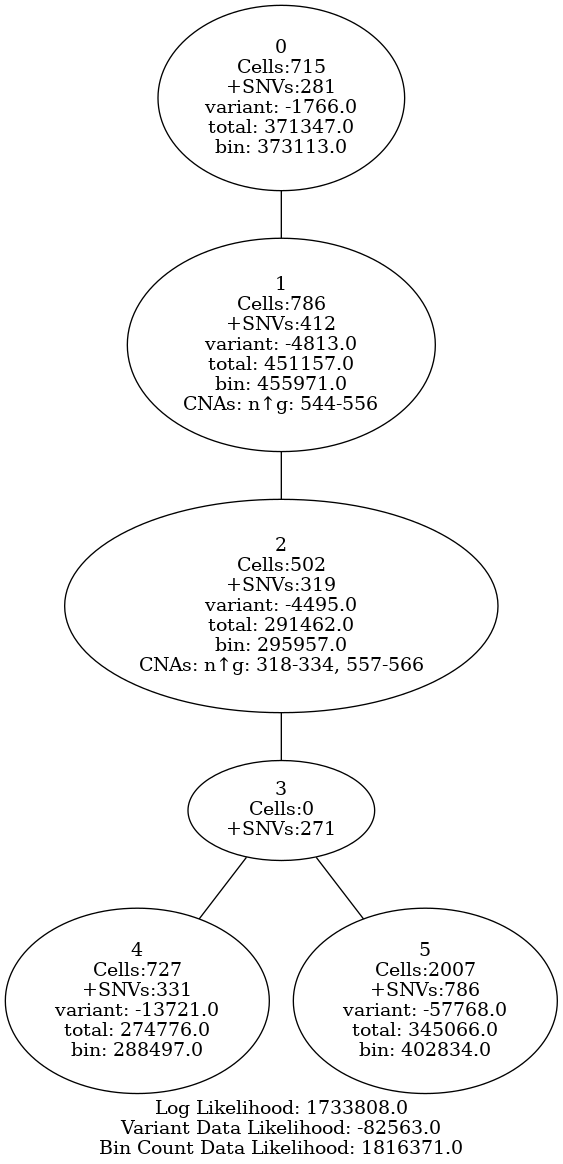 0
Cells:715
+SNVs:281
variant: -1766.0
total: 371347.0
bin: 373113.0
1
Cells:786
+SNVs:412
variant: -4813.0
total: 451157.0
bin: 455971.0
CNAs: n↑g: 544-556
2
Cells:502
+SNVs:319
variant: -4495.0
total: 291462.0
bin: 295957.0
CNAs: n↑g: 318-334, 557-566
3
Cells:0
+SNVs:271
4
Cells:727
+SNVs:331
variant: -13721.0
total: 274776.0
bin: 288497.0
5
Cells:2007
+SNVs:786
variant: -57768.0
total: 345066.0
bin: 402834.0
Log Likelihood: 1733808.0
Variant Data Likelihood: -82563.0
Bin Count Data Likelihood: 1816371.0